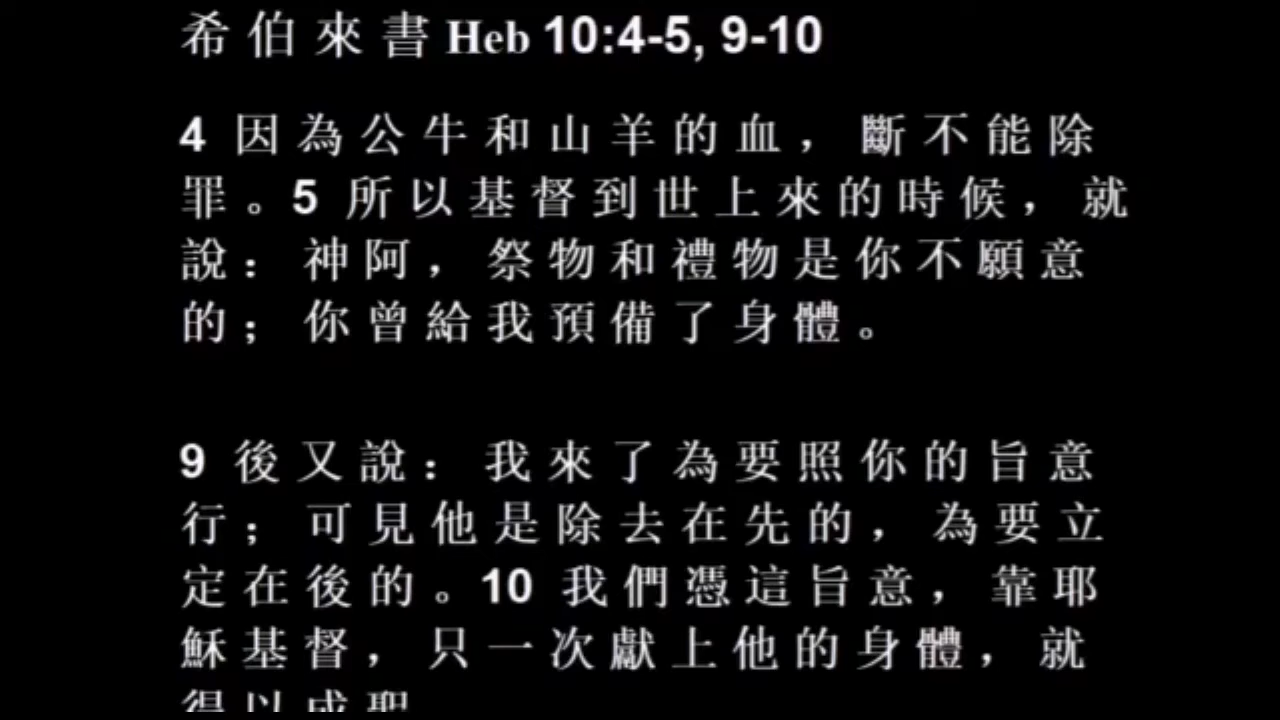 希伯來書 Heb 10:4-5, 9-10
4 因為公牛和山羊的血，斷不能除
罪。5 所以基督到世上來的時候，就
說：神阿，祭物和禮物是你不願意
的；你曾給我預備了身體。
9 後又說：我來了為要照你的旨意
行；可見他是除去在先的，為要立
定在後的。10 我們憑這旨意，靠耶
穌基督，只一次獻上他的身體，就
得以成聖